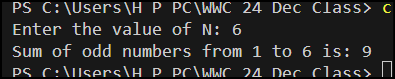 PS C:\Users\H P PC\WWC 24 Dec Class> c
Enter the value of N: 6
Sum of odd numbers from 1 to 6 is: 9
PS C:\Users\H P PC\WWC 24 Dec Class>